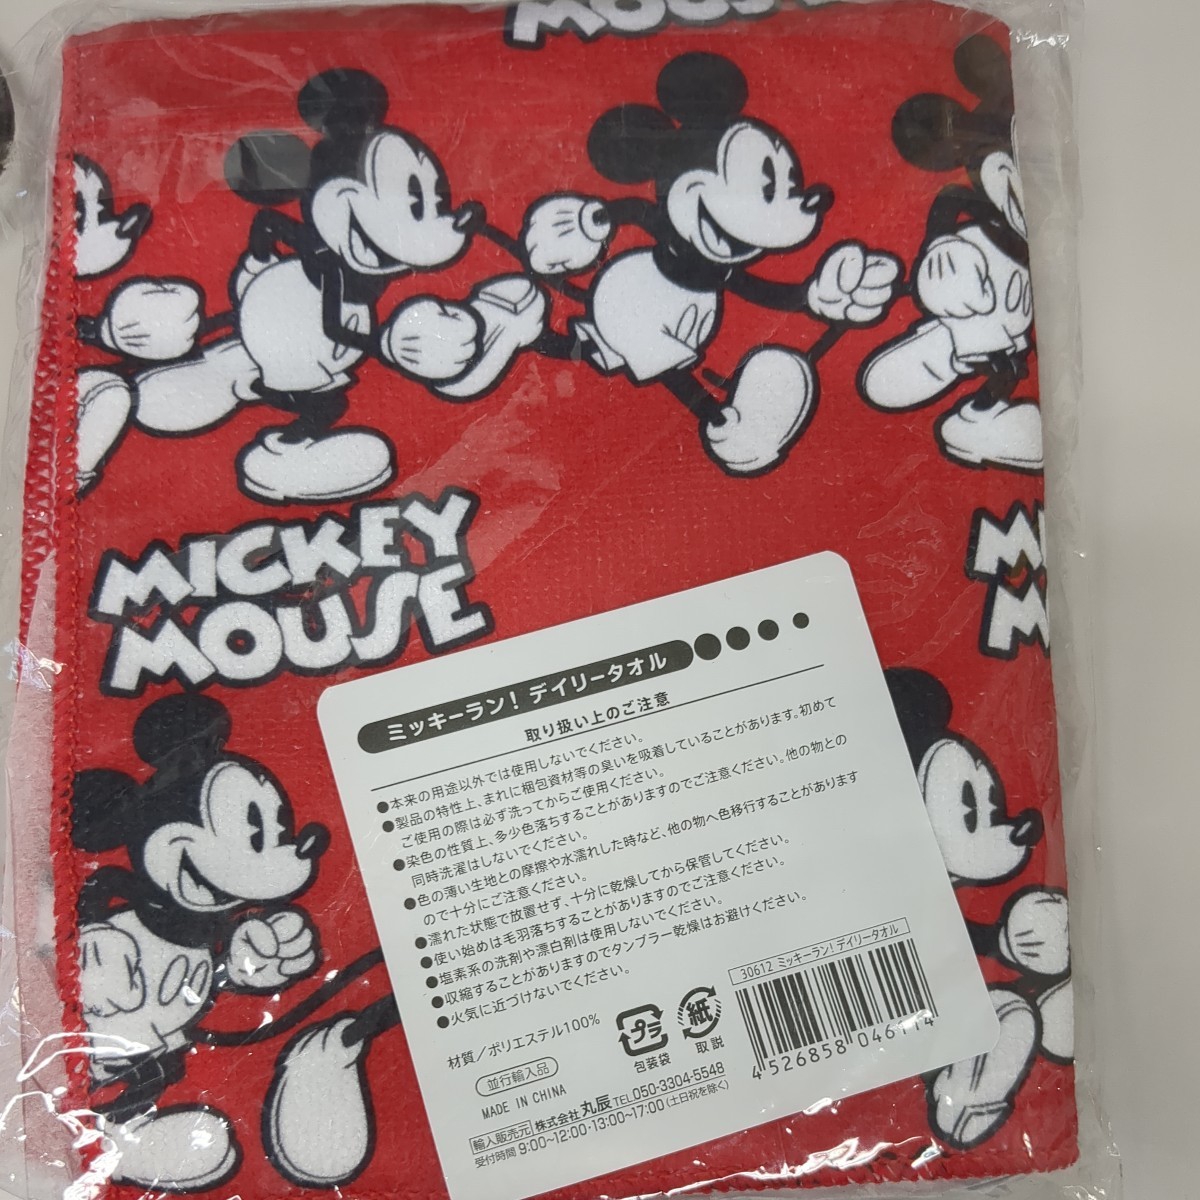 MOUSE
MICKEY
MOUSE
ミッキーラン！デイリータオル
取り扱い上のご注意
●本来の用途以外では使用しないでください。
●製品の特性上、まれに梱包資材等の臭いを吸着していることがあります。初めて
ご使用の際は必ず洗ってからご使用ください。
●染色の性質上、多少色落ちすることがありますのでご注意ください。他の物との
同時洗濯はしないでください。
●色の薄い生地との摩擦や水濡れした時など、他の物へ色移行することがあります
ので十分にご注意ください。
●濡れた状態で放置せず、十分に乾燥してから保管してください。
●使い始めは毛羽落ちすることがありますのでご注意ください。
●塩素系の洗剤や漂白剤は使用しないでください。
●収縮することがありますのでタンブラー乾燥はお避けください。
●火気に近づけないでください。
材質／ポリエステル100%
プラ
包装袋
紙
取説
30612 ミッキーラン！デイリータオル
4 526858 046114
並行輸入品
MADE IN CHINA
輸入販売元 株式会社 丸辰 TEL.050-3304-5548
受付時間 9:00~12:00・13:00~17:00 (土日祝を除く)